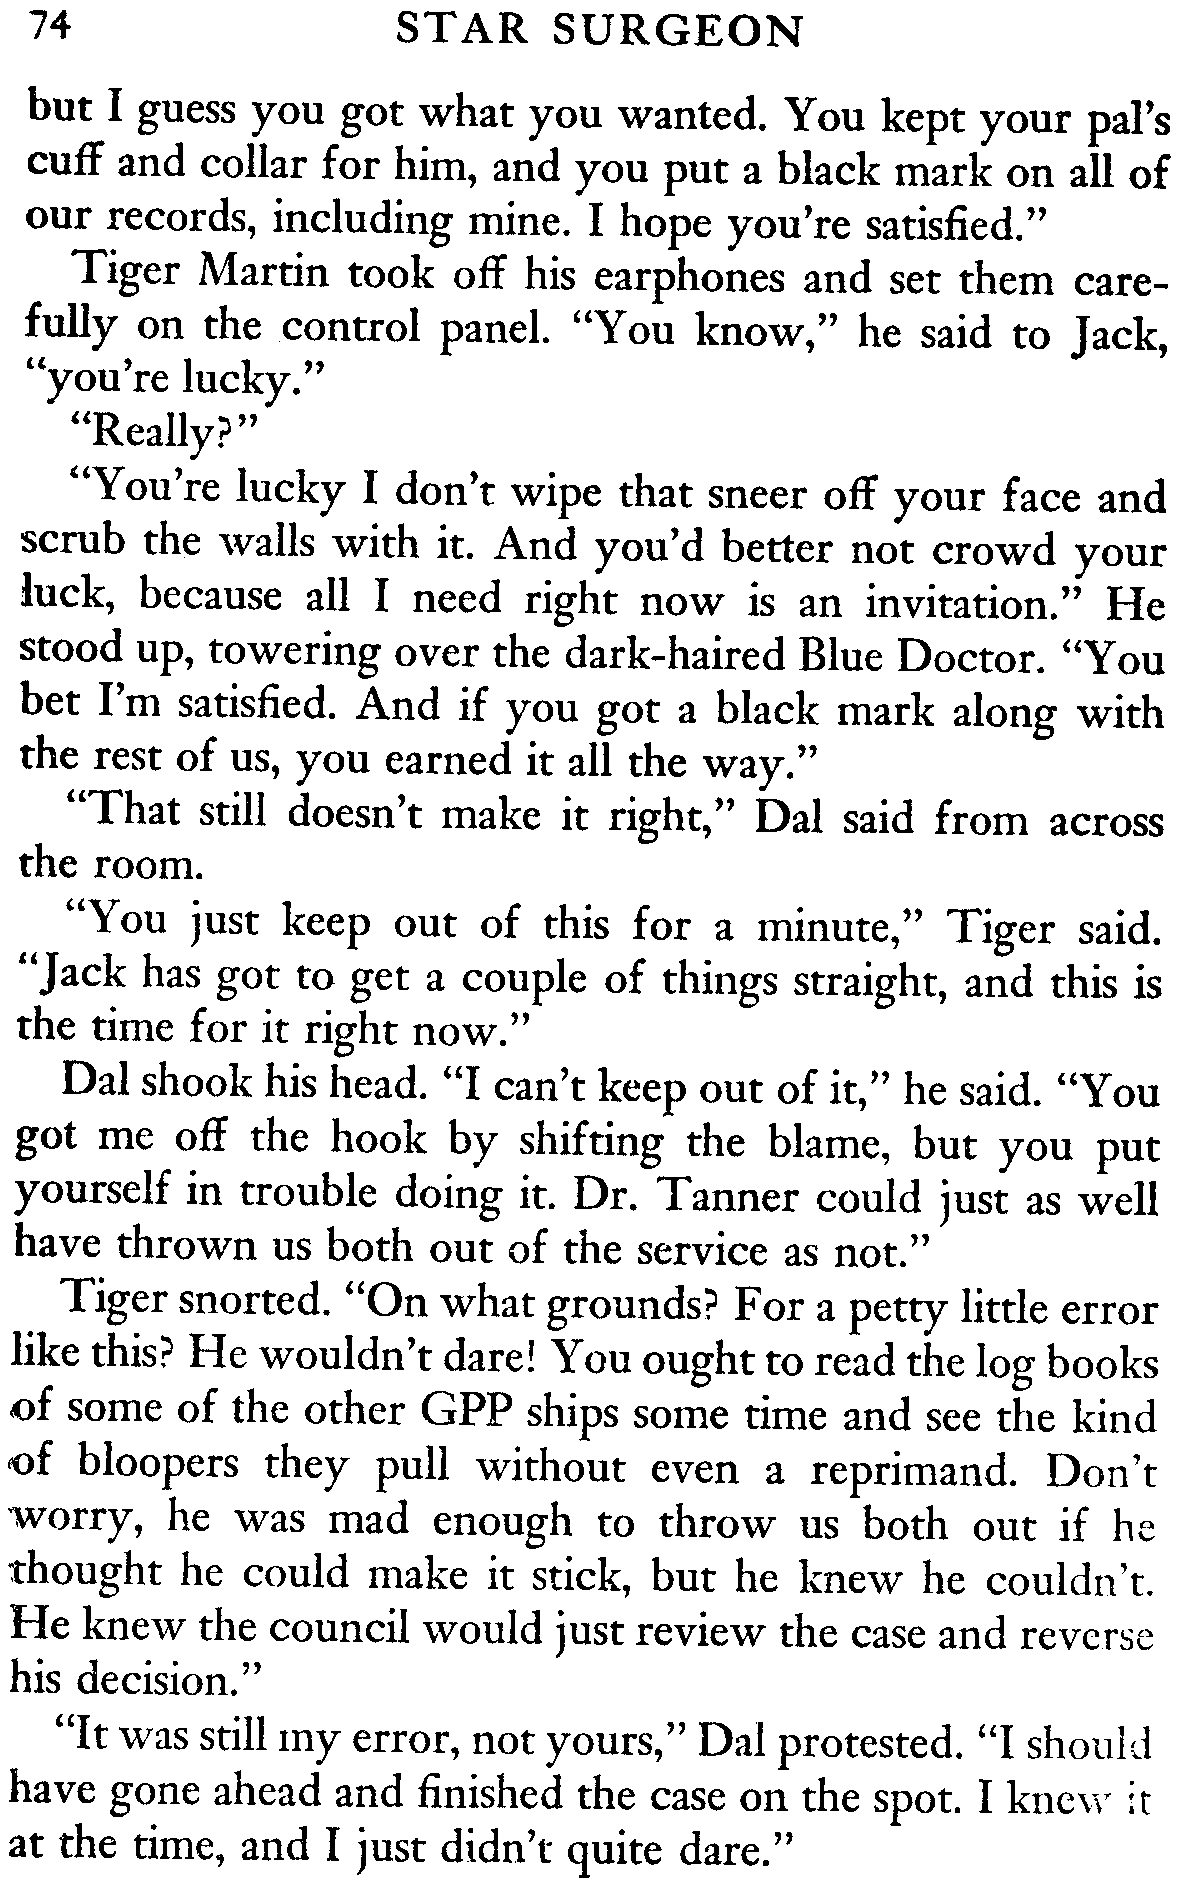 74 STAR SURGEON
but I guess you got what you wanted. You kept your pal's
cuff and collar for him, and you put a black mark on all of
our records, including mine. I hope you're satisfied."
Tiger Martin took off his earphones and set them care-
fully on the control panel. "You know," he said to Jack,
"you're lucky."
"Really?"
"You're lucky I don't wipe that sneer off your face and
scrub the walls with it. And you'd better not crowd your
luck, because all I need right now is an invitation." He
stood up, towering over the dark-haired Blue Doctor. "You
bet I'm satisfied. And if you got a black mark along with
the rest of us, you earned it all the way."
"That still doesn't make it right," Dal said from across
the room.
"You just keep out of this for a minute," Tiger said.
"Jack has got to get a couple of things straight, and this is
the time for it right now."
Dal shook his head. "I can't keep out of it," he said. "You
got me off the hook by shifting the blame, but you put
yourself in trouble doing it. Dr. Tanner could just as well
have thrown us both out of the service as not."
Tiger snorted. "On what grounds? For a petty little error
like this? He wouldn't dare! You ought to read the log books
of some of the other GPP ships some time and see the kind
of bloopers they pull without even a reprimand. Don't
worry, he was mad enough to throw us both out if he
thought he could make it stick, but he knew he couldn't.
He knew the council would just review the case and reverse
his decision."
"It was still my error, not yours," Dal protested. "I should
have gone ahead and finished the case on the spot. I knew it
at the time, and I just didn't quite dare."